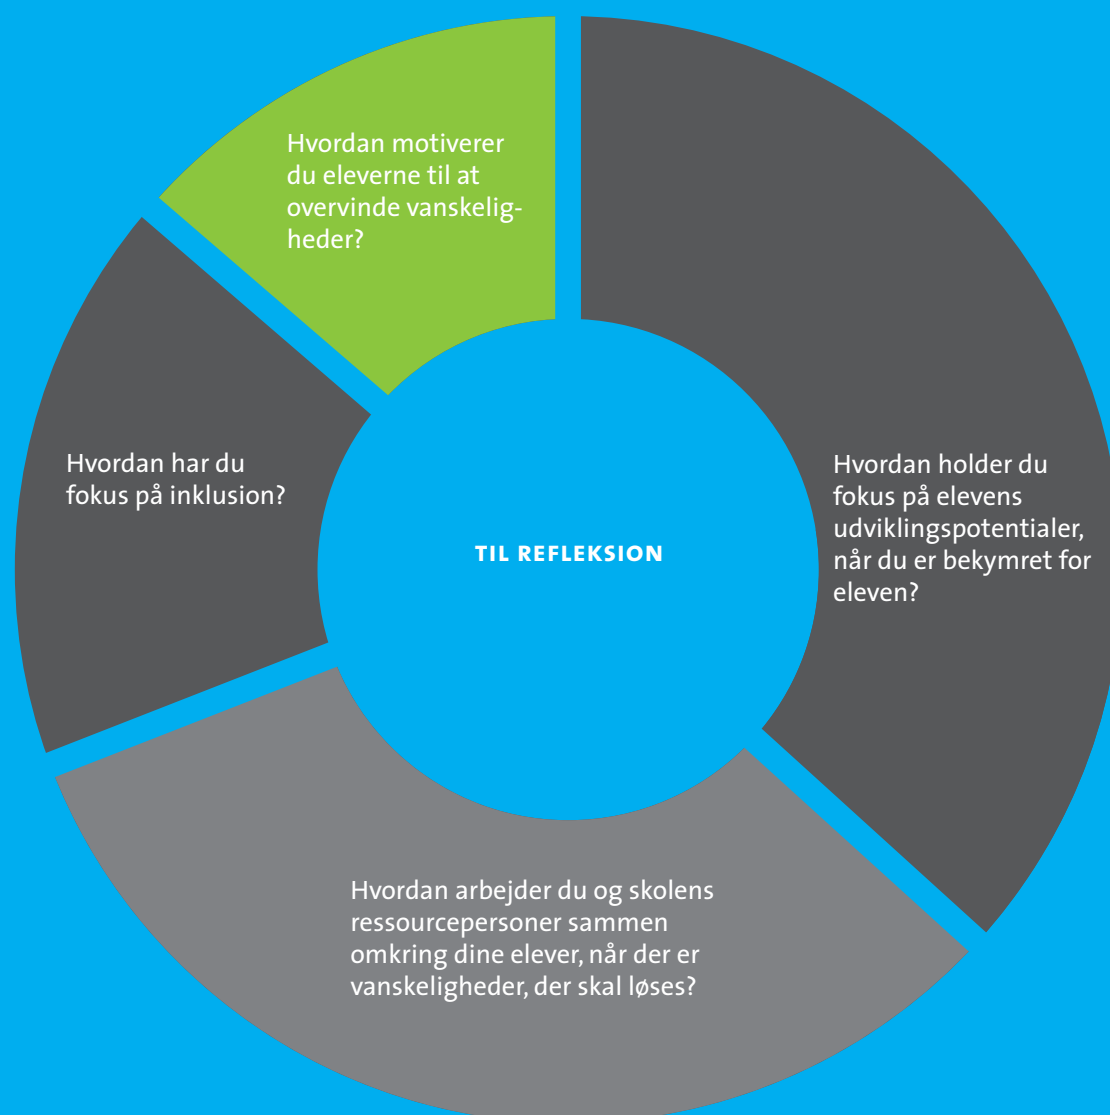 Hvordan motiverer
du eleverne til at
overvinde vanskelig-
heder?
Hvordan har du
fokus på inklusion?
TIL REFLEKSION
Hvordan holder du
fokus på elevens
udviklingspotentialer,
når du er bekymret for
eleven?
Hvordan arbejder du og skolens
ressourcepersoner sammen
omkring dine elever, når der er
vanskeligheder, der skal løses?